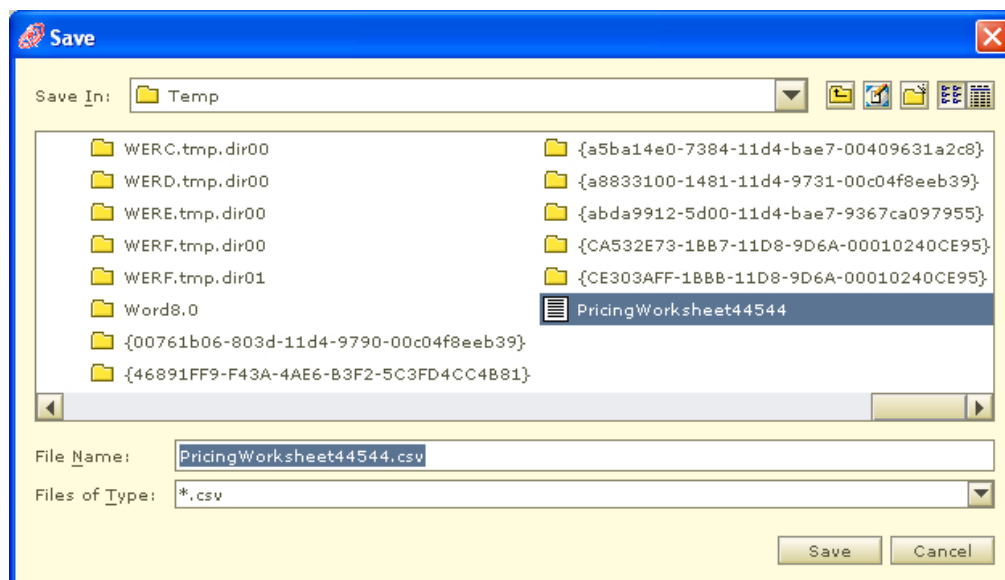 Save
Save In: Temp
WERC.tmp.dir00
WERD.tmp.dir00
WERE.tmp.dir00
WERF.tmp.dir00
WERF.tmp.dir01
Word8.0
{00761b06-803d-11d4-9790-00c04f8eeb39}
{46891FF9-F43A-4AE6-B3F2-5C3FD4CC4B81}
{a5ba14e0-7384-11d4-bae7-00409631a2c8}
{a8833100-1481-11d4-9731-00c04f8eeb39}
{abda9912-5d00-11d4-bae7-9367ca097955}
{CA532E73-1BB7-11D8-9D6A-00010240CE95}
{CE303AFF-1BBB-11D8-9D6A-00010240CE95}
PricingWorksheet44544
File Name: PricingWorksheet44544.csv
Files of Type: *.csv
Save Cancel